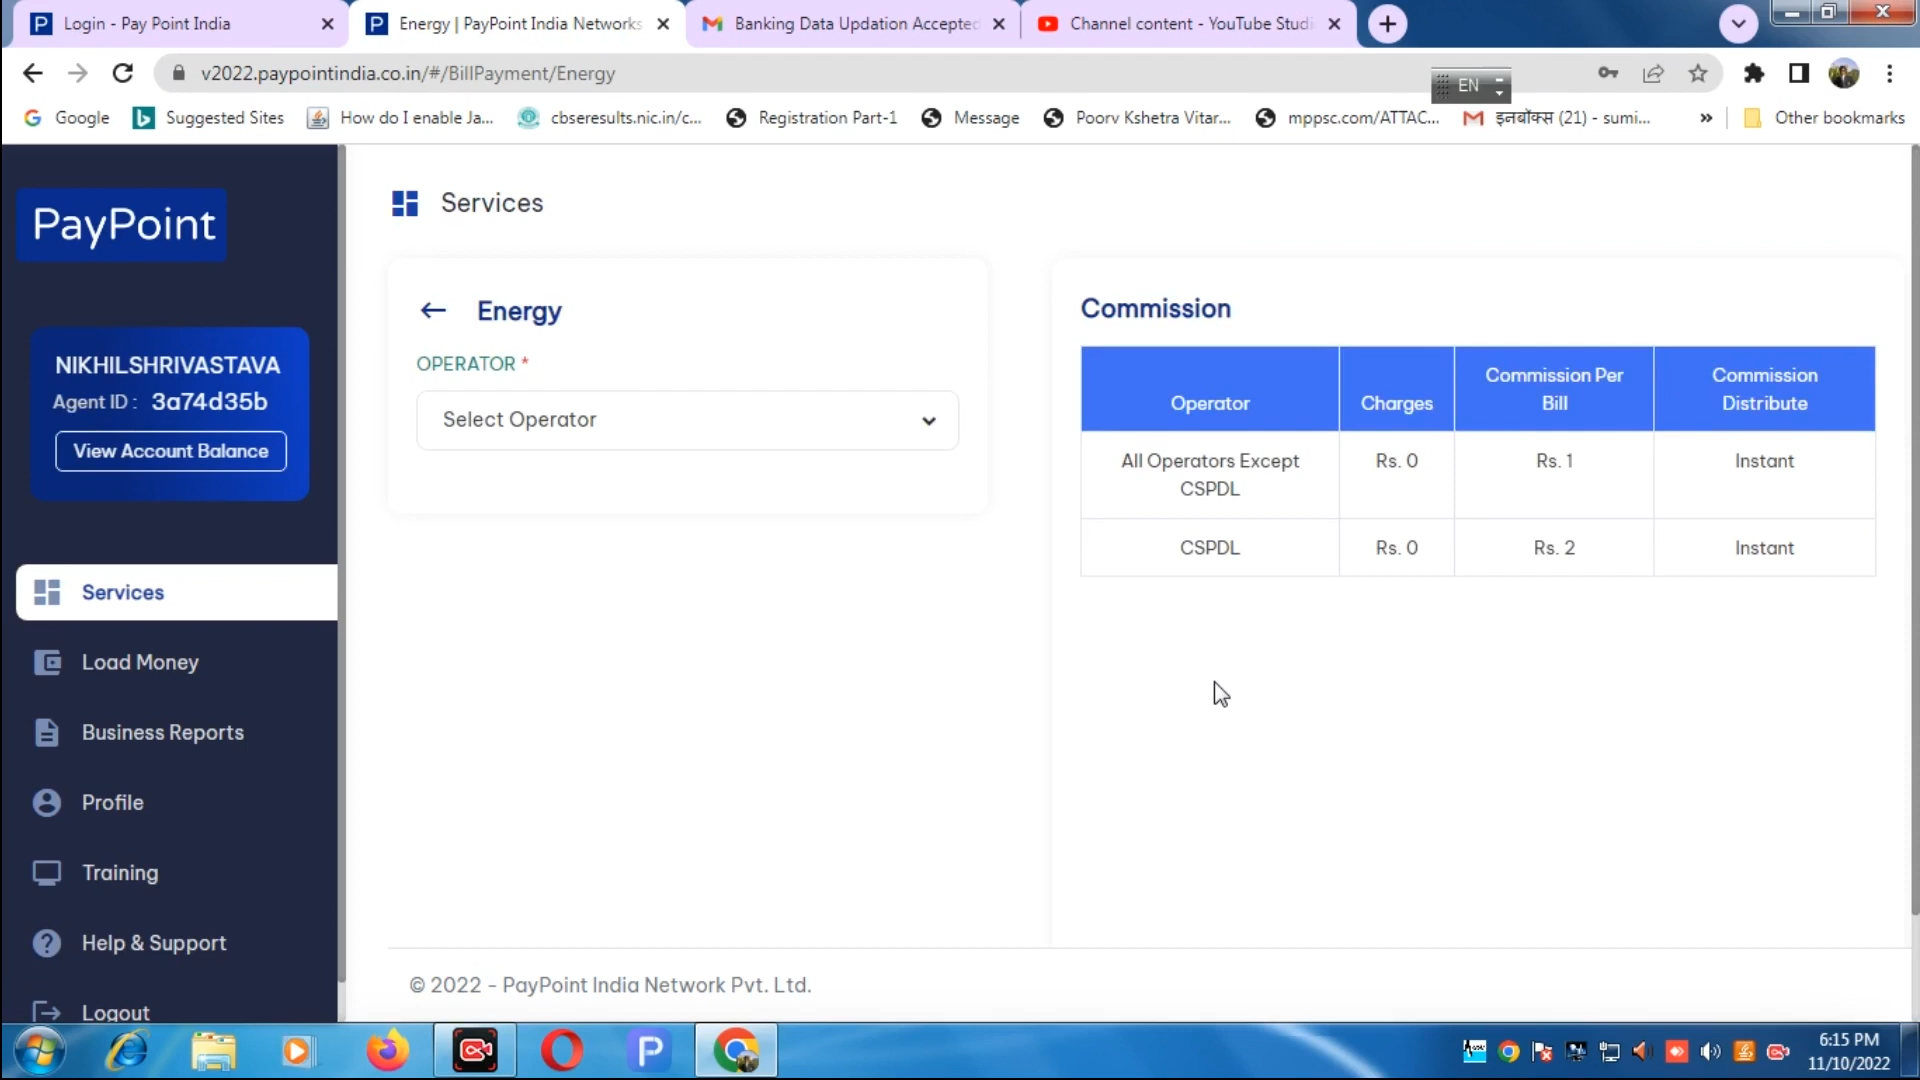 Login - Pay Point India
Energy | PayPoint India Networks
Banking Data Updation Accepted
Channel content - YouTube Studi
v2022.paypointindia.co.in/#/BillPayment/Energy
EN
Google
Suggested Sites
How do I enable Ja...
cbseresults.nic.in/c...
Registration Part-1
Message
Poorv Kshetra Vitar...
mppsc.com/ATTAC...
इनबॉक्स (21) - sumi...
»
Other bookmarks
PayPoint
NIKHILSHRIVASTAVA
Agent ID : 3a74d35b
View Account Balance
Services
Load Money
Business Reports
Profile
Training
Help & Support
Logout
Services
Energy
OPERATOR *
Select Operator
Commission
Operator Charges Commission Per Bill Commission Distribute
All Operators Except CSPDL Rs. 0 Rs. 1 Instant
CSPDL Rs. 0 Rs. 2 Instant
© 2022 - PayPoint India Network Pvt. Ltd.
6:15 PM
11/10/2022